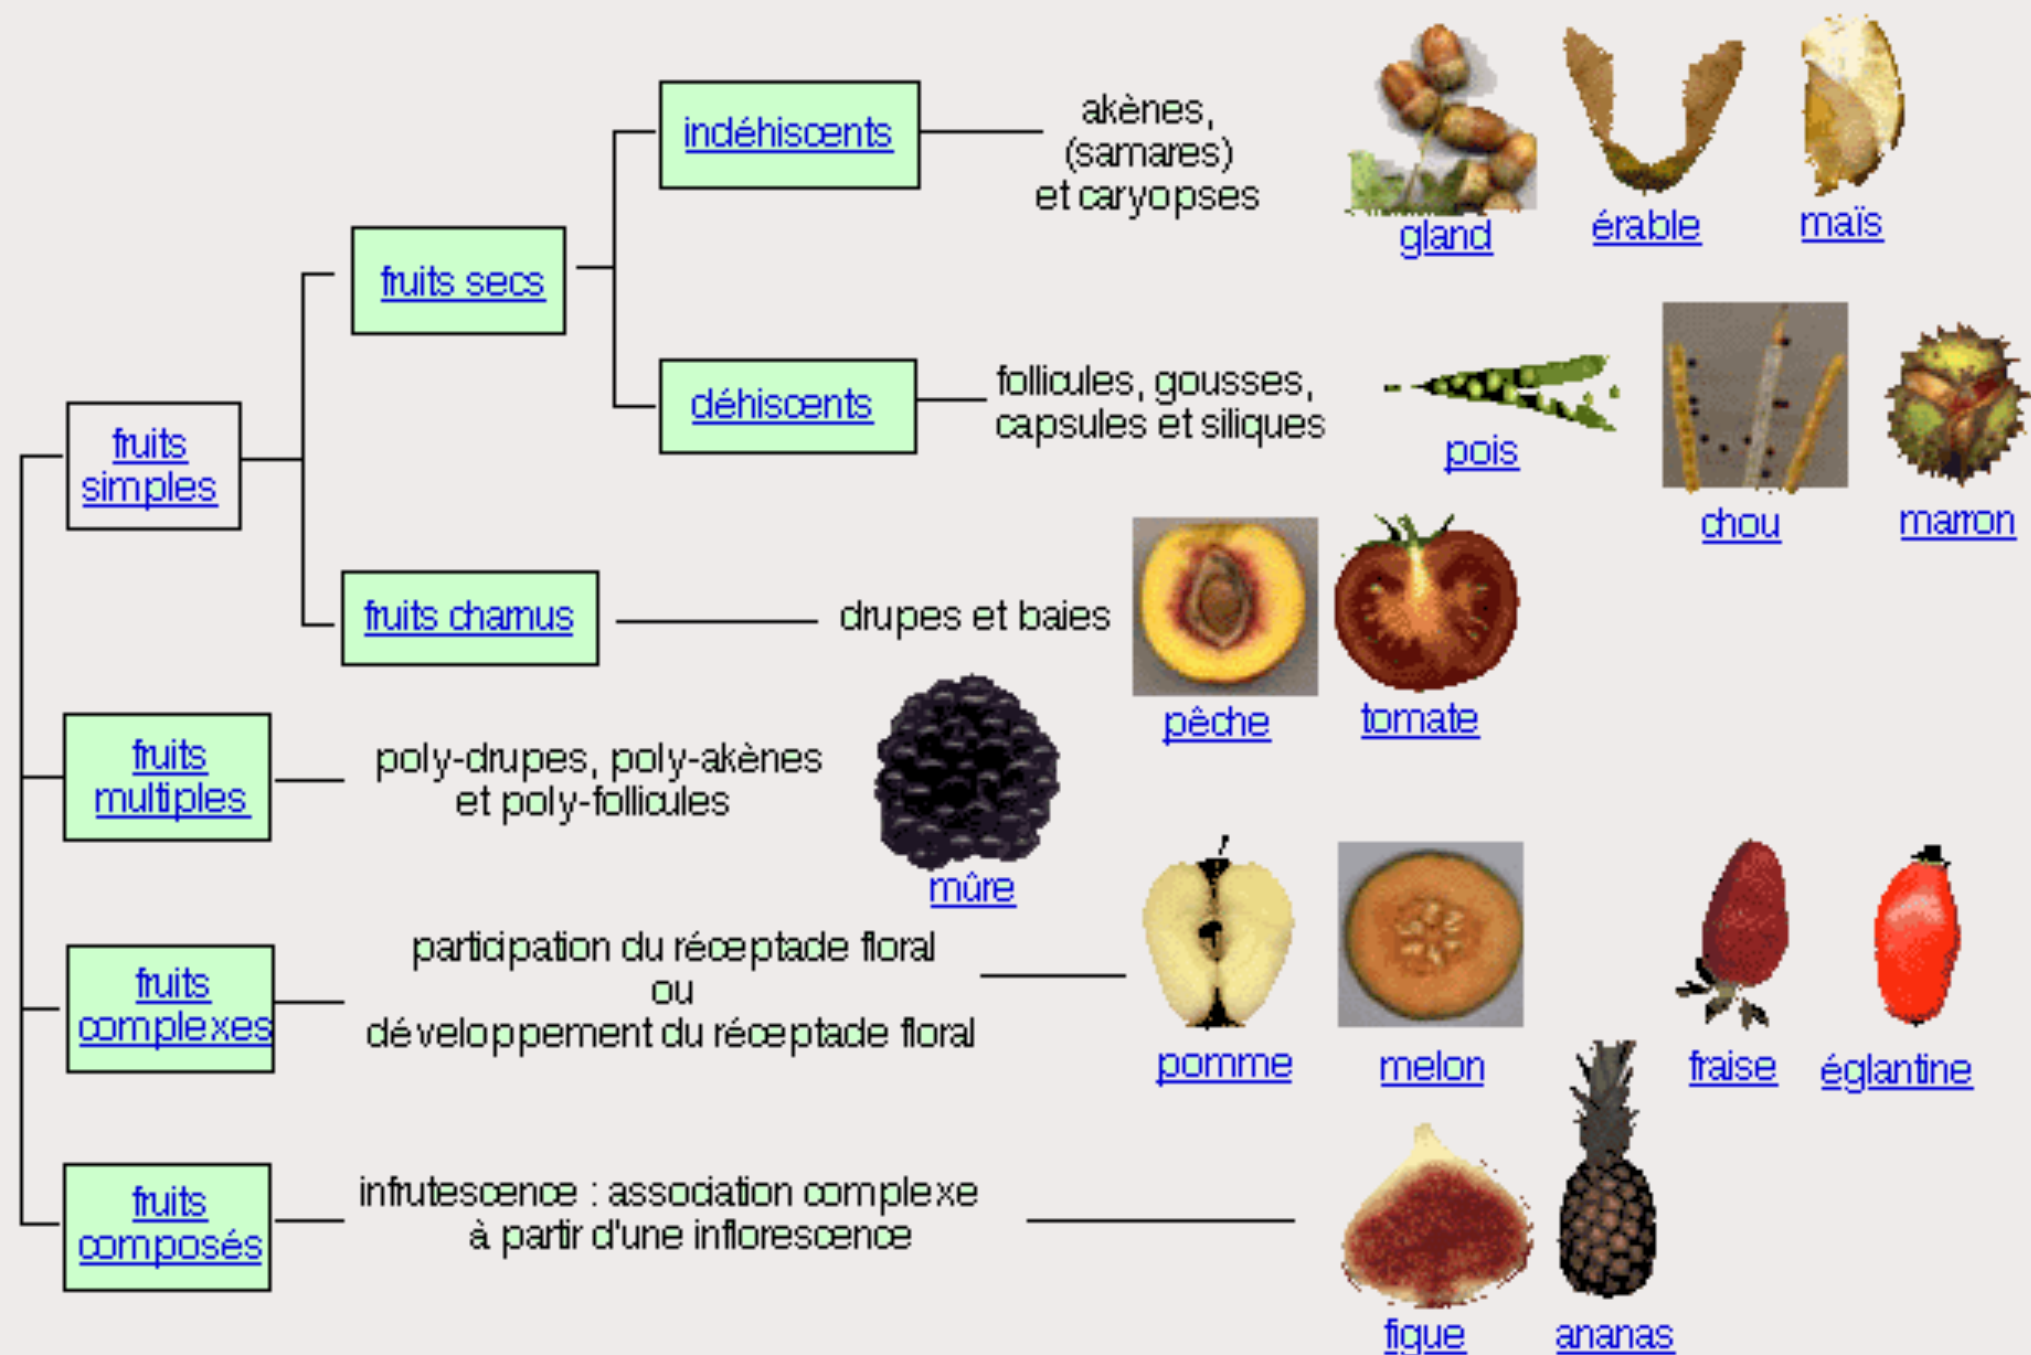 indéhiscents
akènes,
(samares)
et caryopses
gland
érable
maïs
fruits secs
déhiscents
follicules, gousses,
capsules et siliques
pois
chou
marron
fruits
simples
fruits charnus
drupes et baies
pêche
tomate
fruits
multiples
poly-drupes, poly-akènes
et poly-follicules
mûre
fruits
complexes
participation du réceptacle floral
ou
développement du réceptacle floral
pomme
melon
fraise
églantine
fruits
composés
infrutescence : association complexe
à partir d'une inflorescence
figue
ananas